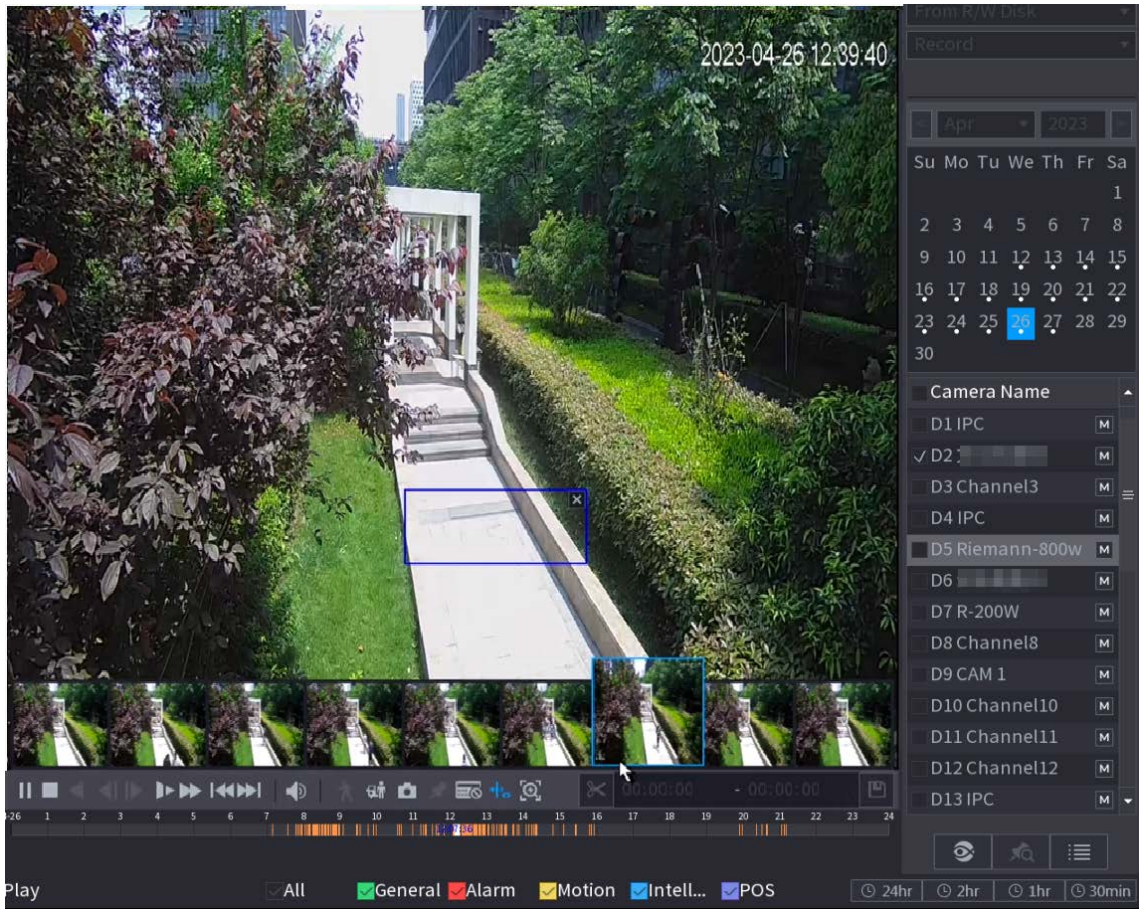 From R/W Disk
Record
2023-04-26 12:39:40
Apr 2023
Su Mo Tu We Th Fr Sa
1
2 3 4 5 6 7 8
9 10 11 12 13 14 15
16 17 18 19 20 21 22
23 24 25 26 27 28 29
30
Camera Name
D1 IPC M
D2 M
D3 Channel3 M
D4 IPC M
D5 Riemann-800w M
D6 M
D7 R-200W M
D8 Channel8 M
D9 CAM 1 M
D10 Channel10 M
D11 Channel11 M
D12 Channel12 M
D13 IPC M
00:00:00 - 00:00:00
1 2 3 4 5 6 7 8 9 10 11 12 13 14 15 16 17 18 19 20 21 22 23 24
Play
All General Alarm Motion Intell... POS
24hr 2hr 1hr 30min